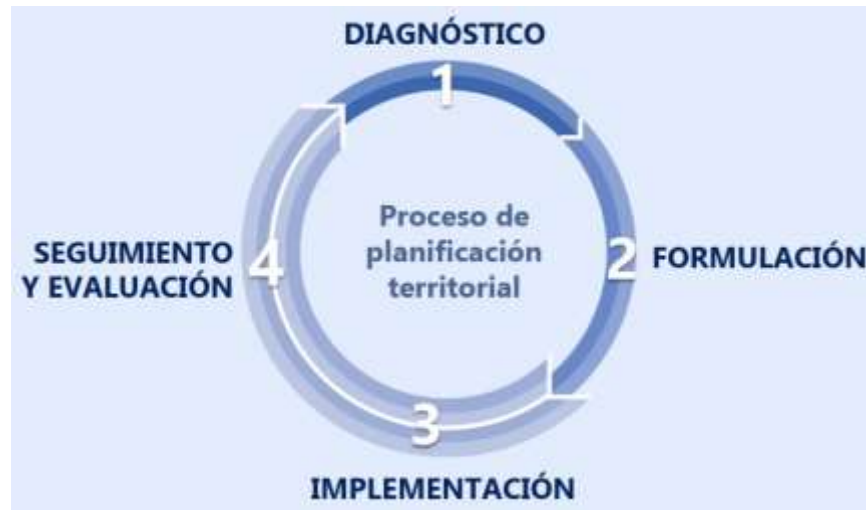 DIAGNÓSTICO
1
Proceso de
planificación
territorial
2
FORMULACIÓN
3
IMPLEMENTACIÓN
4
SEGUIMIENTO
Y EVALUACIÓN